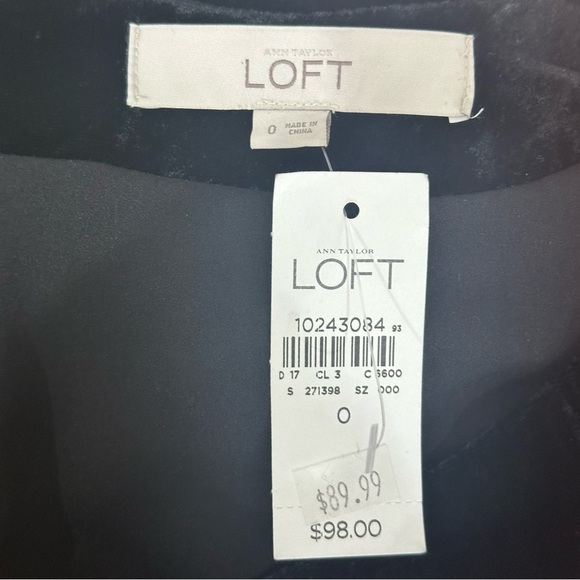 ANN TAYLOR
LOFT
0 MADE IN
CHINA
ANN TAYLOR
LOFT
10243084 93
D 17 CL 3 C 6600
S 271398 SZ 000
0
$89.99
$98.00